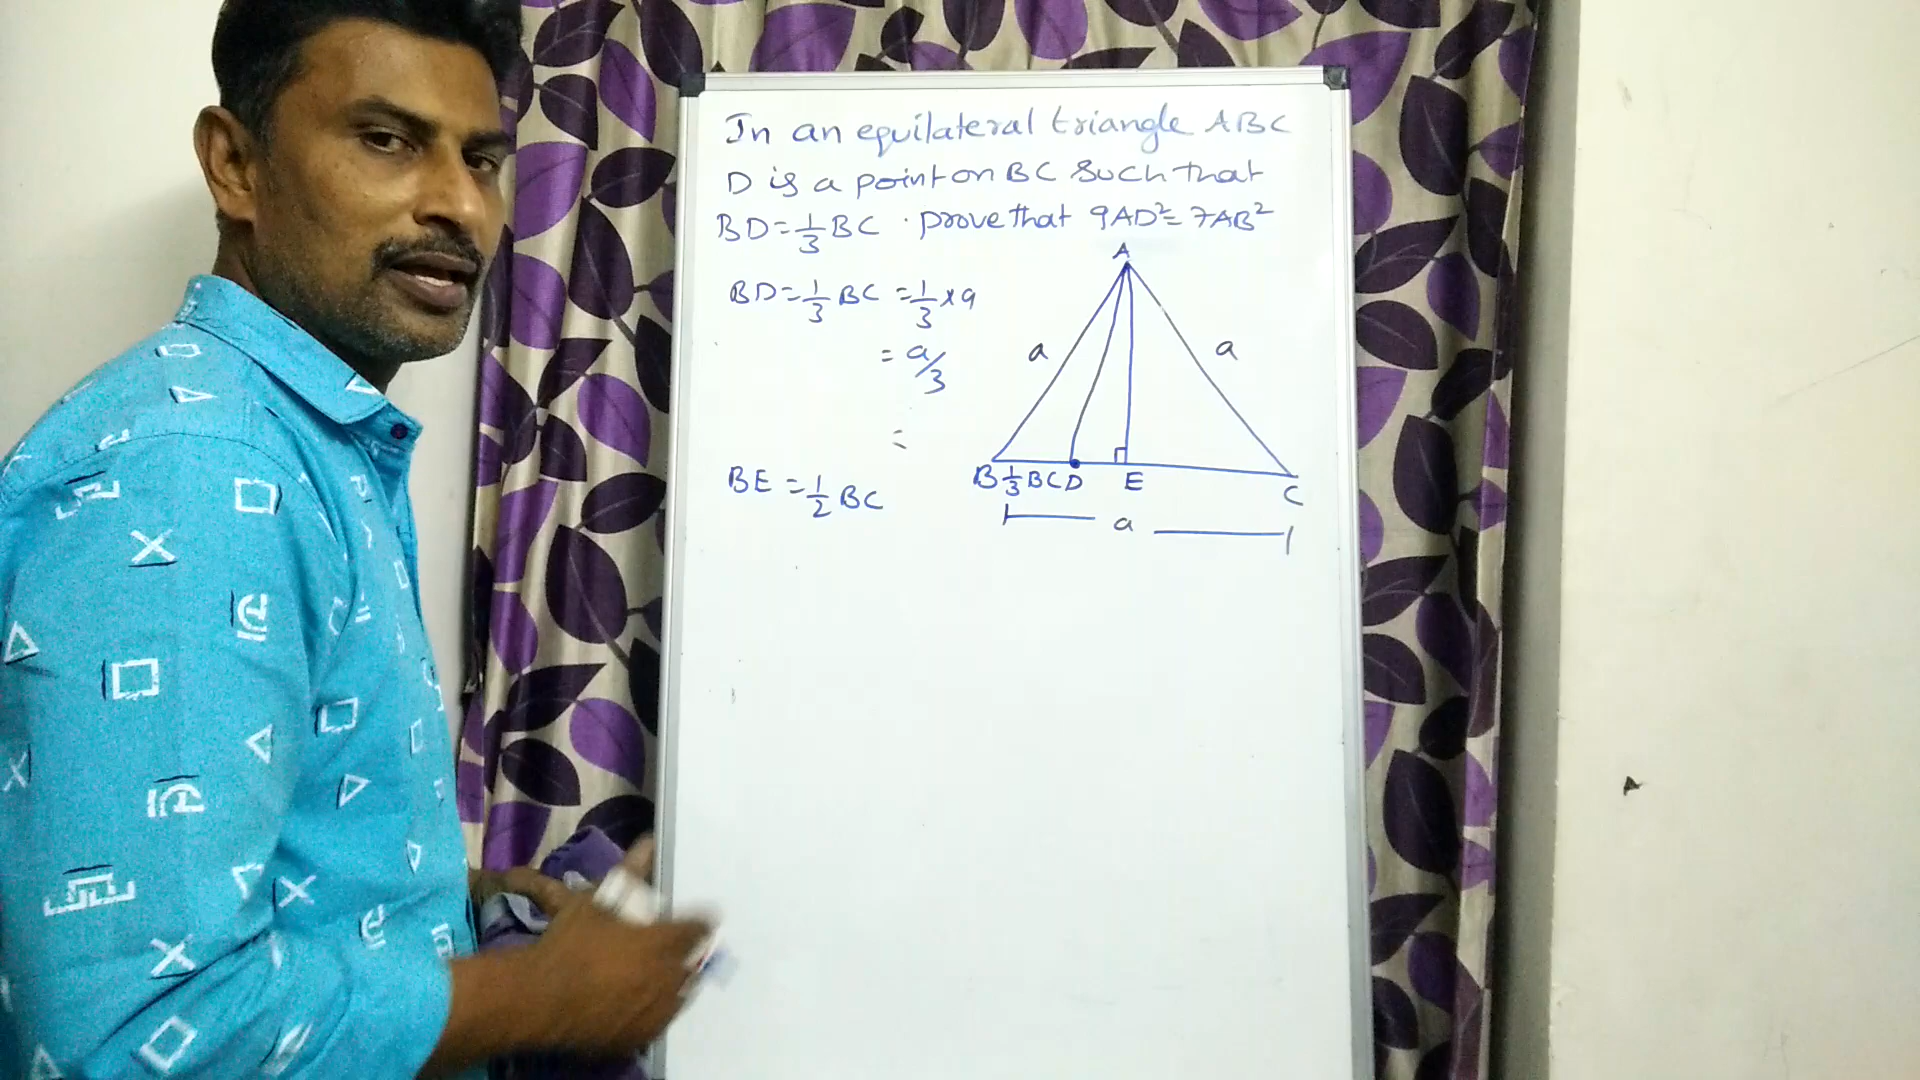 In an equilateral triangle ABC
D is a point on BC such that
BD = 1/3 BC . prove that 9AD² = 7AB²
BD = 1/3 BC = 1/3 x a
= a/3
=
BE = 1/2 BC
A
a
a
B 1/3 BC D E C
a